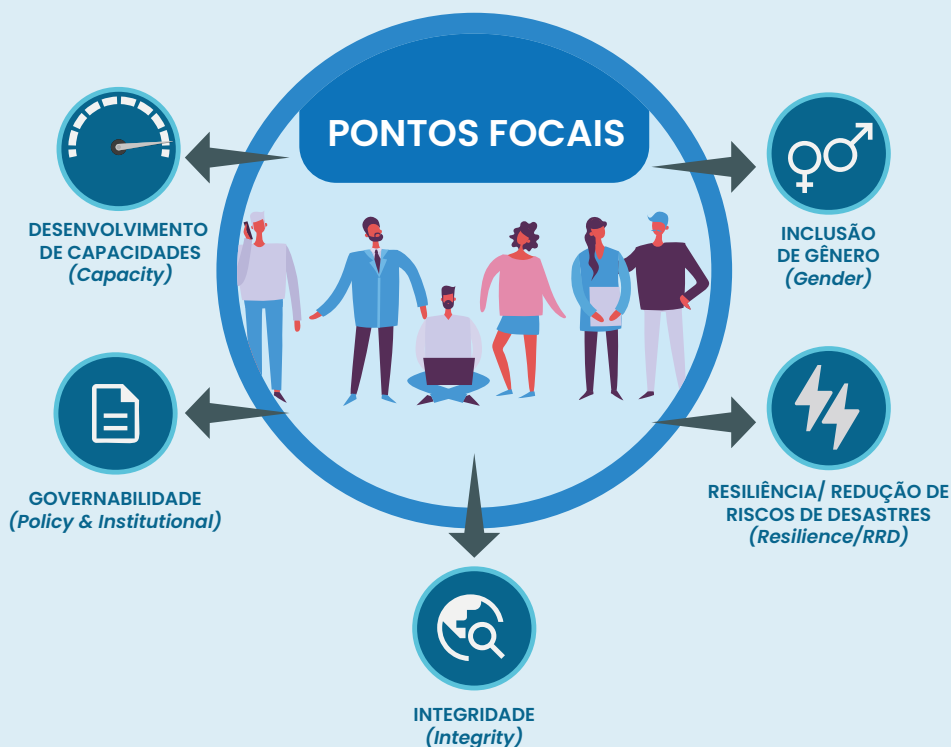 PONTOS FOCAIS
DESENVOLVIMENTO
DE CAPACIDADES
(Capacity)
INCLUSÃO
DE GÊNERO
(Gender)
GOVERNABILIDADE
(Policy & Institutional)
RESILIÊNCIA/ REDUÇÃO DE
RISCOS DE DESASTRES
(Resilience/RRD)
INTEGRIDADE
(Integrity)